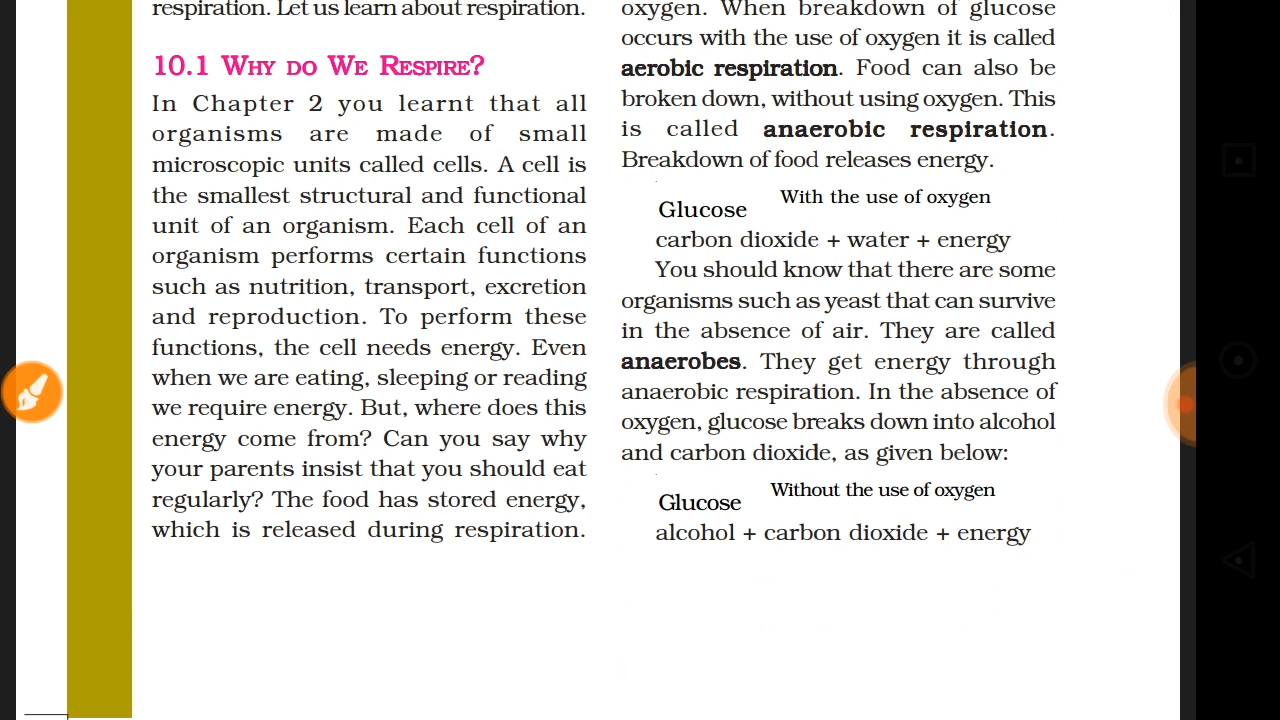 respiration. Let us learn about respiration.
10.1 WHY DO WE RESPIRE?
In Chapter 2 you learnt that all
organisms are made of small
microscopic units called cells. A cell is
the smallest structural and functional
unit of an organism. Each cell of an
organism performs certain functions
such as nutrition, transport, excretion
and reproduction. To perform these
functions, the cell needs energy. Even
when we are eating, sleeping or reading
we require energy. But, where does this
energy come from? Can you say why
your parents insist that you should eat
regularly? The food has stored energy,
which is released during respiration.
oxygen. When breakdown of glucose
occurs with the use of oxygen it is called
aerobic respiration. Food can also be
broken down, without using oxygen. This
is called anaerobic respiration.
Breakdown of food releases energy.
Glucose With the use of oxygen
carbon dioxide + water + energy
You should know that there are some
organisms such as yeast that can survive
in the absence of air. They are called
anaerobes. They get energy through
anaerobic respiration. In the absence of
oxygen, glucose breaks down into alcohol
and carbon dioxide, as given below:
Glucose Without the use of oxygen
alcohol + carbon dioxide + energy